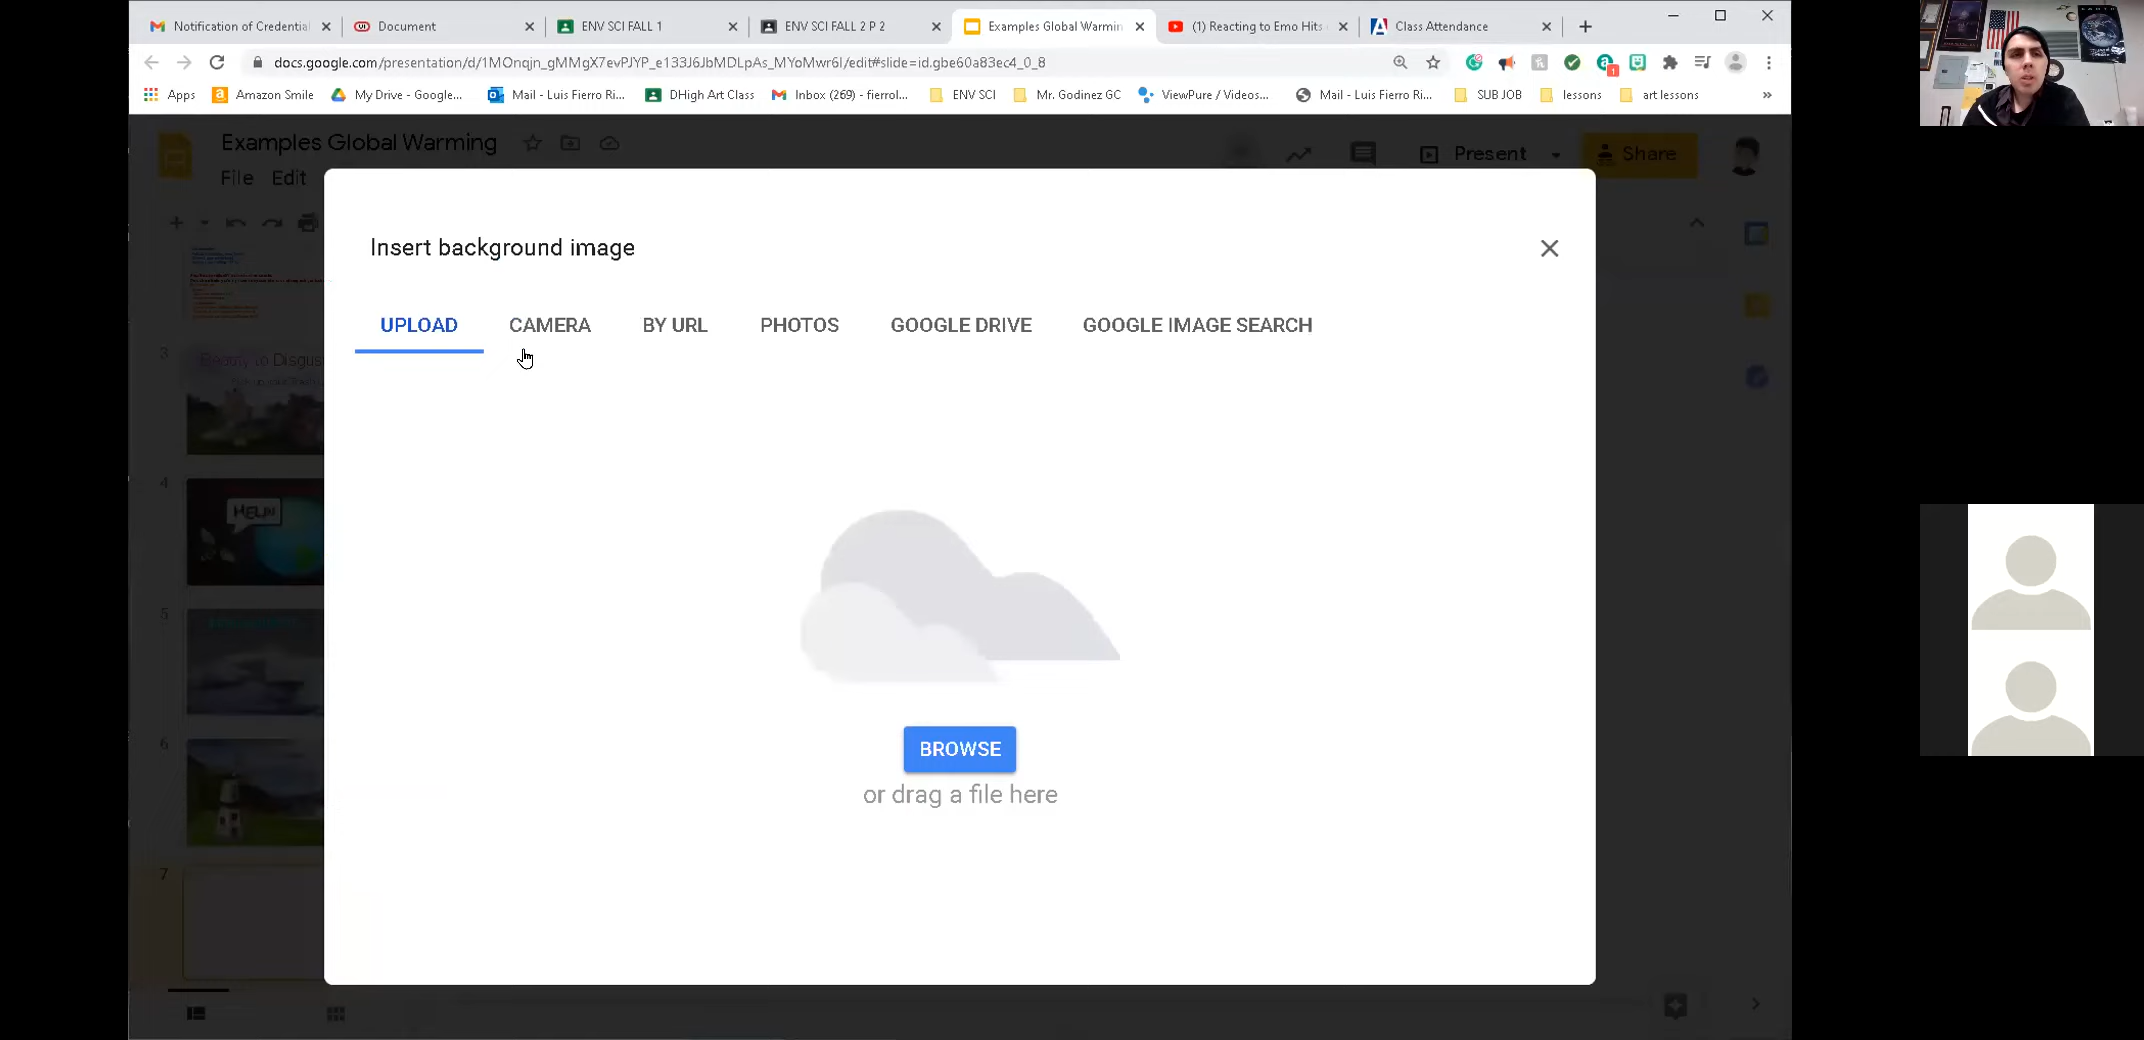 Notification of Credential
Document
ENV SCI FALL 1
ENV SCI FALL 2 P 2
Examples Global Warmin
(1) Reacting to Emo Hits
Class Attendance
docs.google.com/presentation/d/1MOnqjn_gMMgX7evPJYP_e133J6JbMDLpAs_MYoMwr6I/edit#slide=id.gbe60a83ec4_0_8
Apps
Amazon Smile
My Drive - Google...
Mail - Luis Fierro Ri...
DHigh Art Class
Inbox (269) - fierrol...
ENV SCI
Mr. Godinez GC
ViewPure / Videos...
Mail - Luis Fierro Ri...
SUB JOB
lessons
art lessons
»
Examples Global Warming
File Edit
Present
Share
Insert background image
UPLOAD
CAMERA
BY URL
PHOTOS
GOOGLE DRIVE
GOOGLE IMAGE SEARCH
BROWSE
or drag a file here
3
Beauty to Disgus
4
HELP!
5
6
7